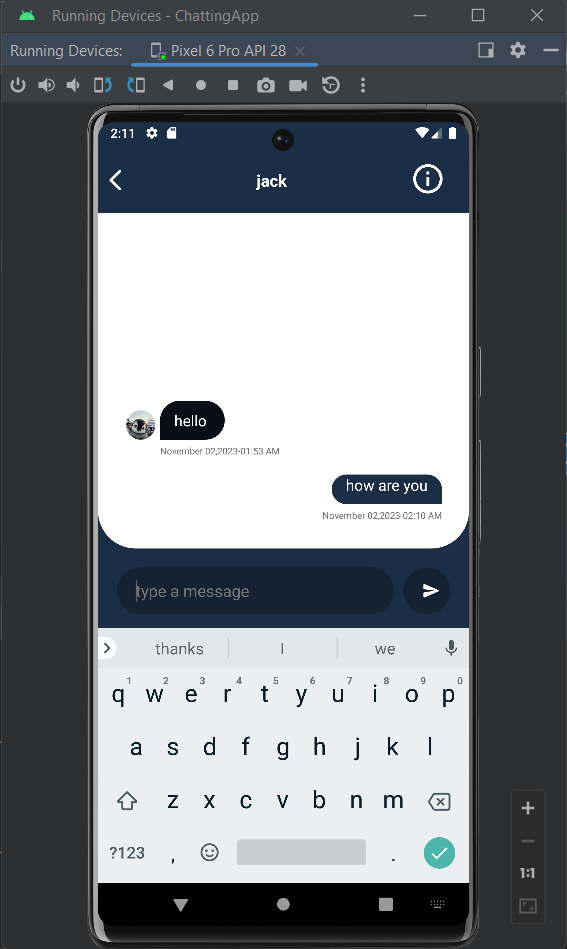 Running Devices - ChattingApp
Running Devices: Pixel 6 Pro API 28
2:11
jack
hello
November 02,2023-01:53 AM
how are you
November 02,2023-02:10 AM
type a message
thanks I we
1 2 3 4 5 6 7 8 9 0
q w e r t y u i o p
a s d f g h j k l
z x c v b n m
?123 , .
1:1